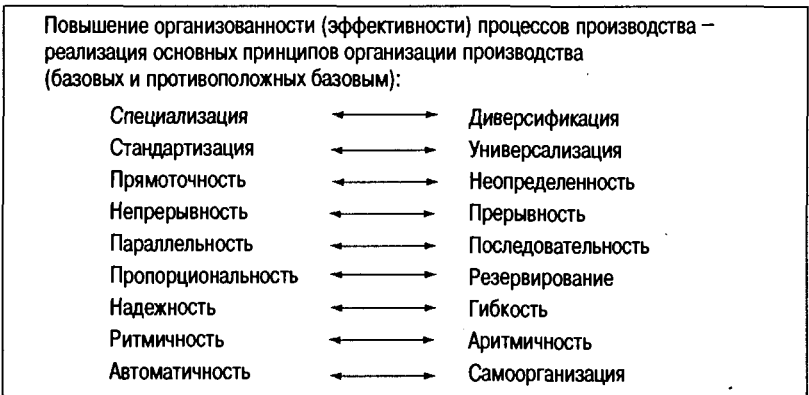 Повышение организованности (эффективности) процессов производства –
реализация основных принципов организации производства
(базовых и противоположных базовым):
Специализация ↔ Диверсификация
Стандартизация ↔ Универсализация
Прямоточность ↔ Неопределенность
Непрерывность ↔ Прерывность
Параллельность ↔ Последовательность
Пропорциональность ↔ Резервирование
Надежность ↔ Гибкость
Ритмичность ↔ Аритмичность
Автоматичность ↔ Самоорганизация